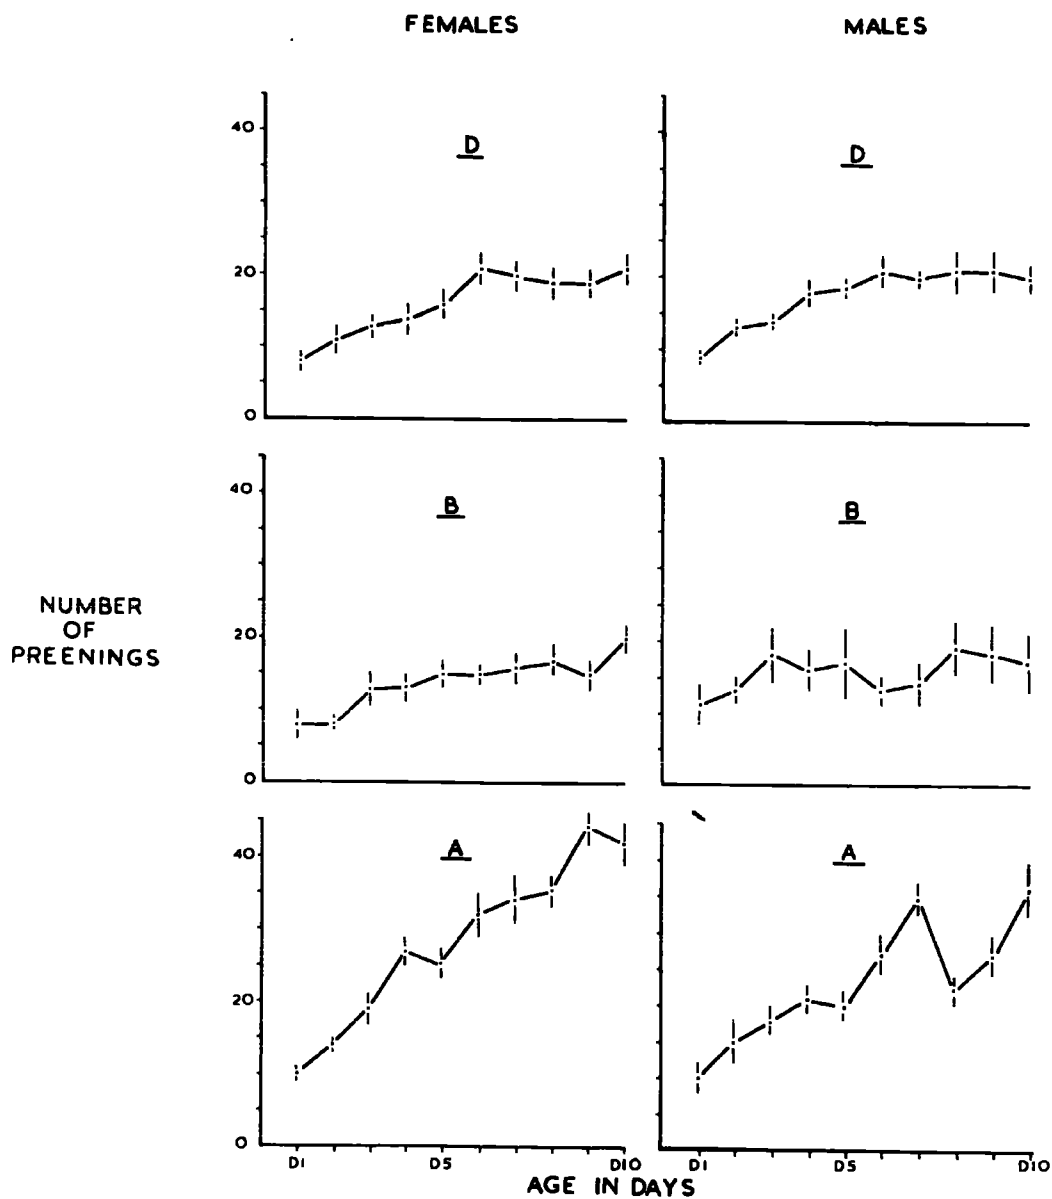 FEMALES
MALES
40
20
0
D
D
NUMBER
OF
PREENINGS
40
20
0
B
B
40
20
0
A
A
D1 D5 D10
D1 D5 D10
AGE IN DAYS